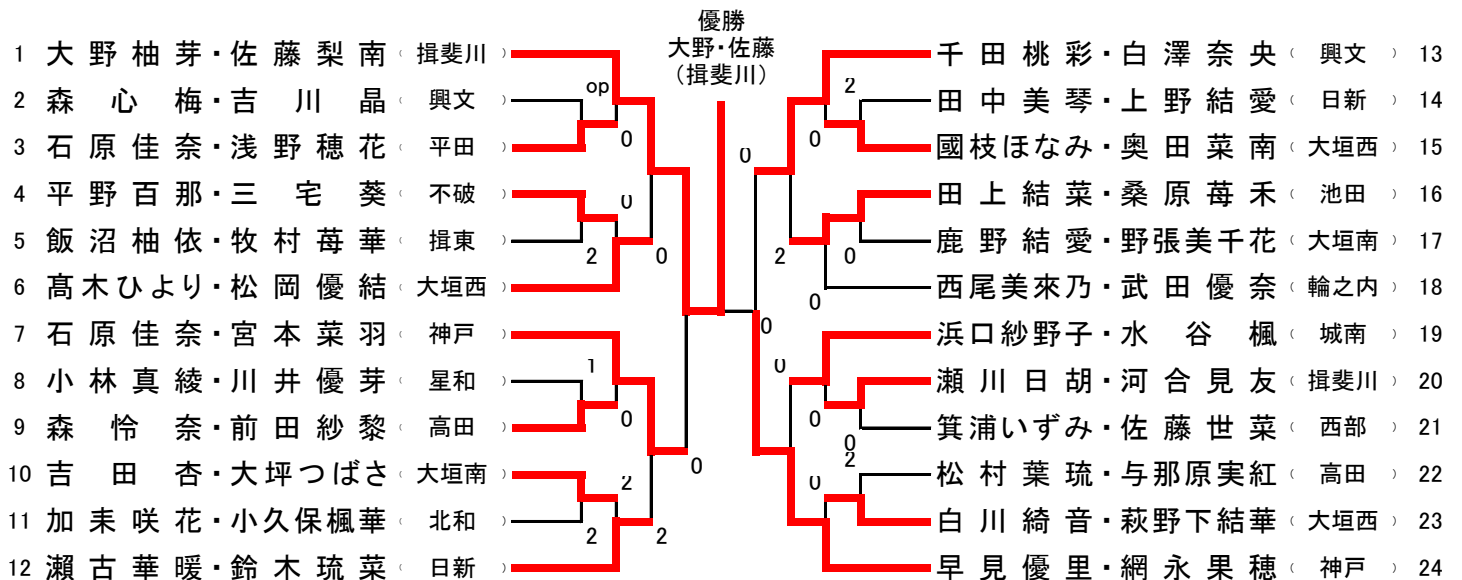 優勝
大野・佐藤
（揖斐川）
1 大野柚芽・佐藤梨南（揖斐川）
2 森心梅・吉川晶（興文）
3 石原佳奈・浅野穂花（平田）
4 平野百那・三宅葵（不破）
5 飯沼柚依・牧村苺華（揖東）
6 髙木ひより・松岡優結（大垣西）
7 石原佳奈・宮本菜羽（神戸）
8 小林真綾・川井優芽（星和）
9 森怜奈・前田紗黎（高田）
10 吉田杏・大坪つばさ（大垣南）
11 加耒咲花・小久保楓華（北和）
12 瀬古華暖・鈴木琉菜（日新）
op
0
0
2
0
1
0
2
2
2
0
千田桃彩・白澤奈央（興文）13
田中美琴・上野結愛（日新）14
國枝ほなみ・奥田菜南（大垣西）15
田上結菜・桑原苺禾（池田）16
鹿野結愛・野張美千花（大垣南）17
西尾美來乃・武田優奈（輪之内）18
浜口紗野子・水谷楓（城南）19
瀬川日胡・河合見友（揖斐川）20
箕浦いずみ・佐藤世菜（西部）21
松村葉琉・与那原実紅（高田）22
白川綺音・萩野下結華（大垣西）23
早見優里・網永果穂（神戸）24
2
0
0
2
0
0
0
0
0
0
2
0